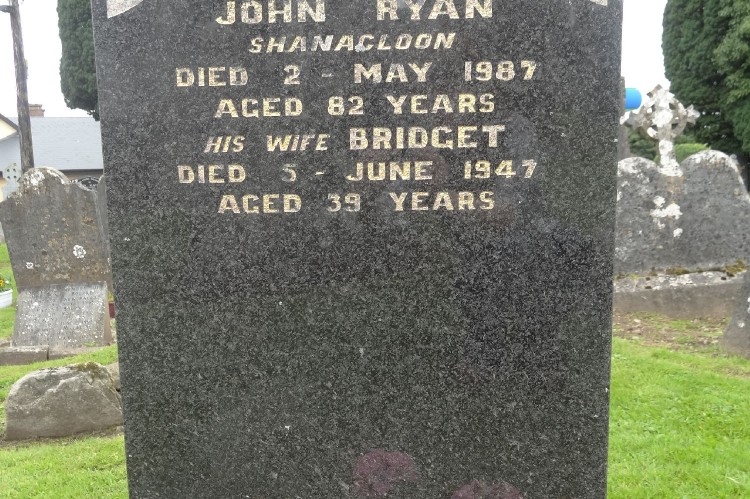 JOHN RYAN
SHANACLOON
DIED 2 - MAY 1987
AGED 82 YEARS
HIS WIFE BRIDGET
DIED 5 - JUNE 1947
AGED 39 YEARS